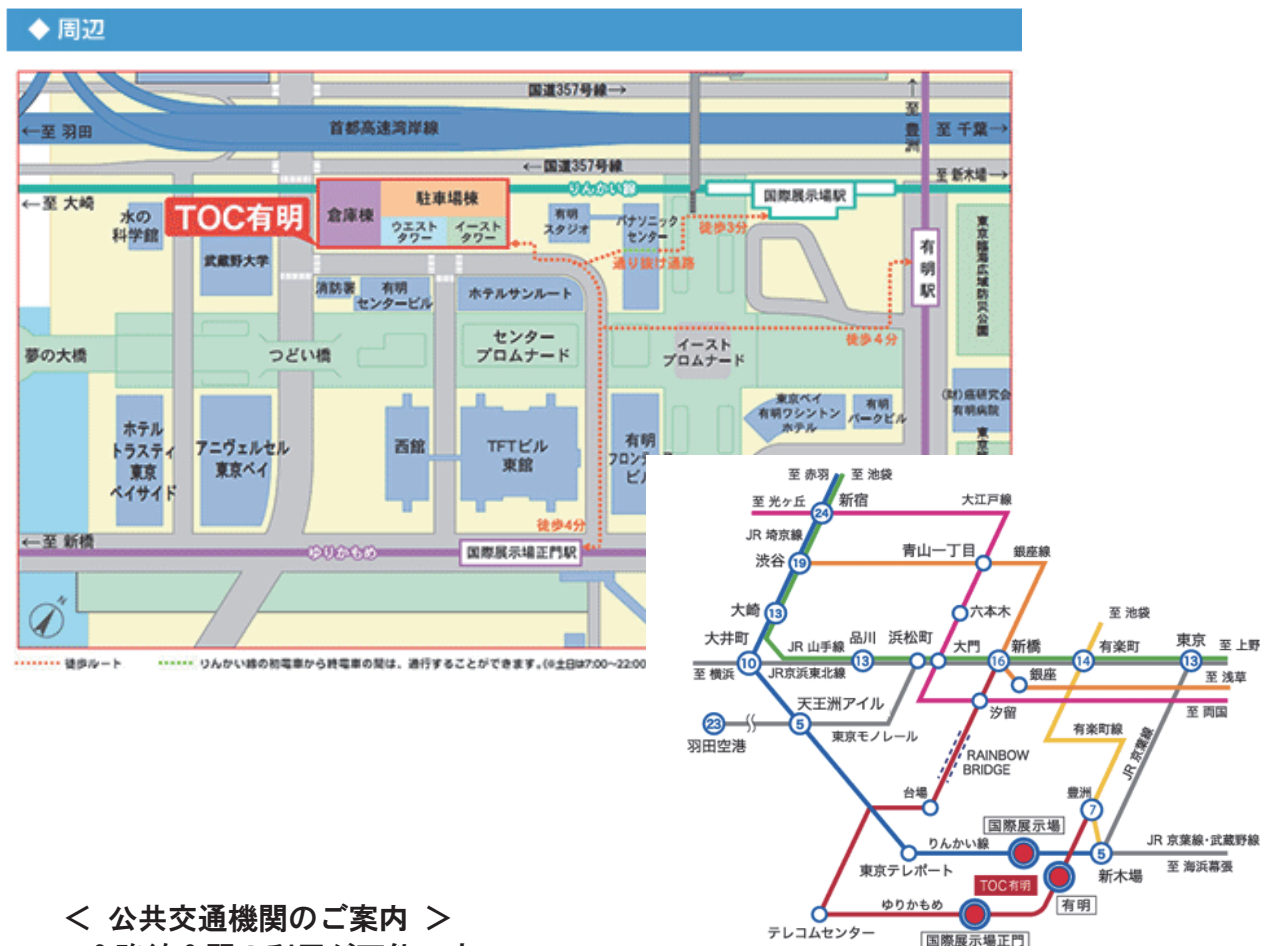 ◆ 周辺
国道357号線→
←至 羽田
首都高速湾岸線
↑至 豊洲
至 千葉→
←国道357号線
至 新木場→
←至 大崎
りんかい線
国際展示場駅
水の
科学館
TOC有明
倉庫棟
駐車場棟
ウエスト
タワー
イースト
タワー
有明
スタジオ
パナソニック
センター
徒歩3分
通り抜け通路
有明駅
東京臨海広域防災公園
武蔵野大学
消防署
有明
センタービル
ホテルサンルート
夢の大橋
つどい橋
センター
プロムナード
イースト
プロムナード
徒歩4分
ホテル
トラスティ
東京
ベイサイド
アニヴェルセル
東京ベイ
西館
TFTビル
東館
有明
東京ベイ
有明ワシントン
ホテル
有明
パークビル
(財)癌研究会
有明病院
徒歩4分
←至 新橋
ゆりかもめ
国際展示場正門駅
N
徒歩ルート
りんかい線の初電車から終電車の間は、通行することができます。(※土日は7:00～22:00
至 赤羽
至 池袋
至 光ヶ丘
24
新宿
大江戸線
JR 埼京線
渋谷
19
青山一丁目
銀座線
大崎
13
六本木
至 池袋
大井町
10
JR 山手線
品川
13
浜松町
大門
新橋
16
有楽町
14
東京
13
至 上野
至 横浜
JR京浜東北線
銀座
至 浅草
天王洲アイル
5
汐留
至 両国
23
羽田空港
東京モノレール
有楽町線
JR 京葉線
RAINBOW
BRIDGE
台場
豊洲
7
国際展示場
りんかい線
JR 京葉線・武蔵野線
5
東京テレポート
新木場
至 海浜幕張
TOC有明
有明
ゆりかもめ
テレコムセンター
国際展示場正門
＜ 公共交通機関のご案内 ＞